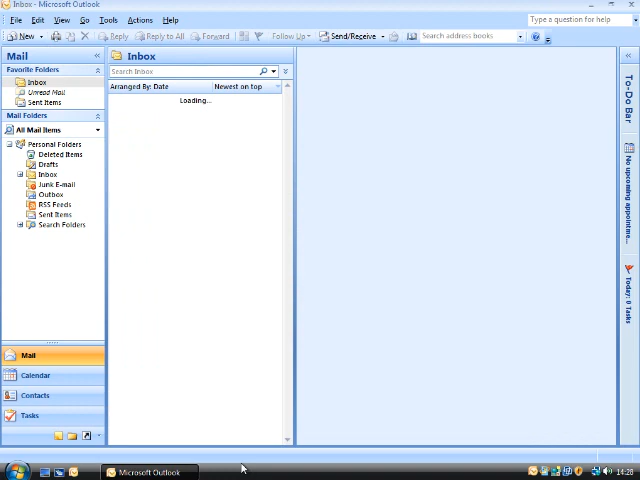 Inbox - Microsoft Outlook
File Edit View Go Tools Actions Help
Type a question for help
New Reply Reply to All Forward Follow Up Send/Receive Search address books
Mail
Favorite Folders
Inbox
Unread Mail
Sent Items
Mail Folders
All Mail Items
Personal Folders
Deleted Items
Drafts
Inbox
Junk E-mail
Outbox
RSS Feeds
Sent Items
Search Folders
Mail
Calendar
Contacts
Tasks
Inbox
Search Inbox
Arranged By: Date Newest on top
Loading...
To-Do Bar
No upcoming appointme...
Today: 0 Tasks
Microsoft Outlook
14:28